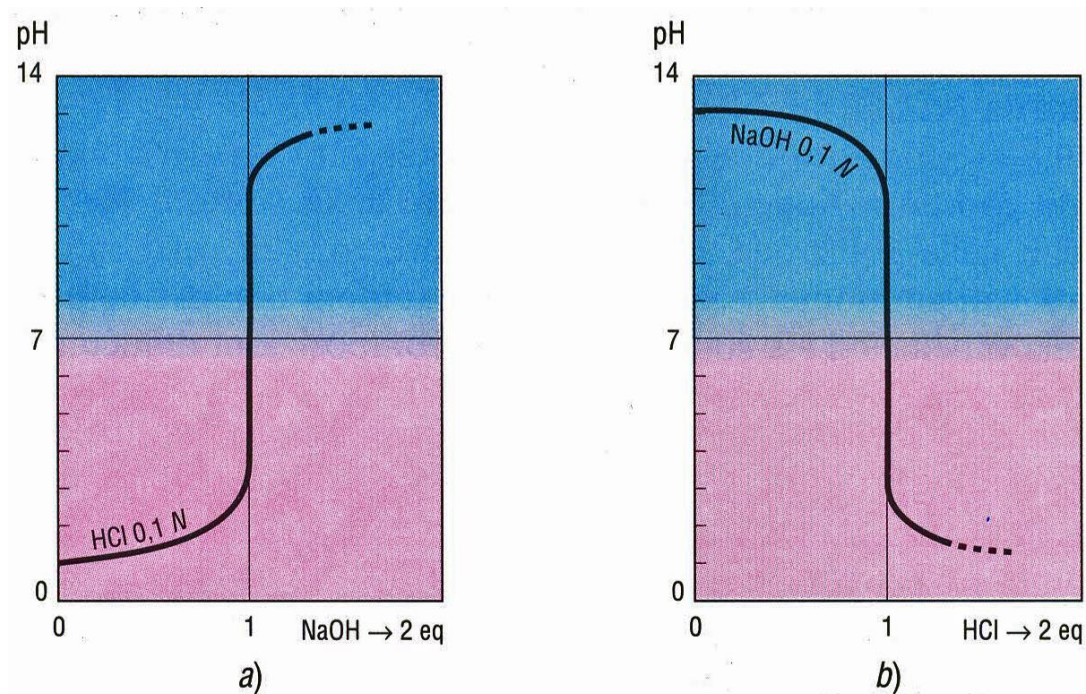 pH
14
HCl 0,1 N
7
0
0 1 NaOH → 2 eq
a)
pH
14
NaOH 0,1 N
7
0
0 1 HCl → 2 eq
b)